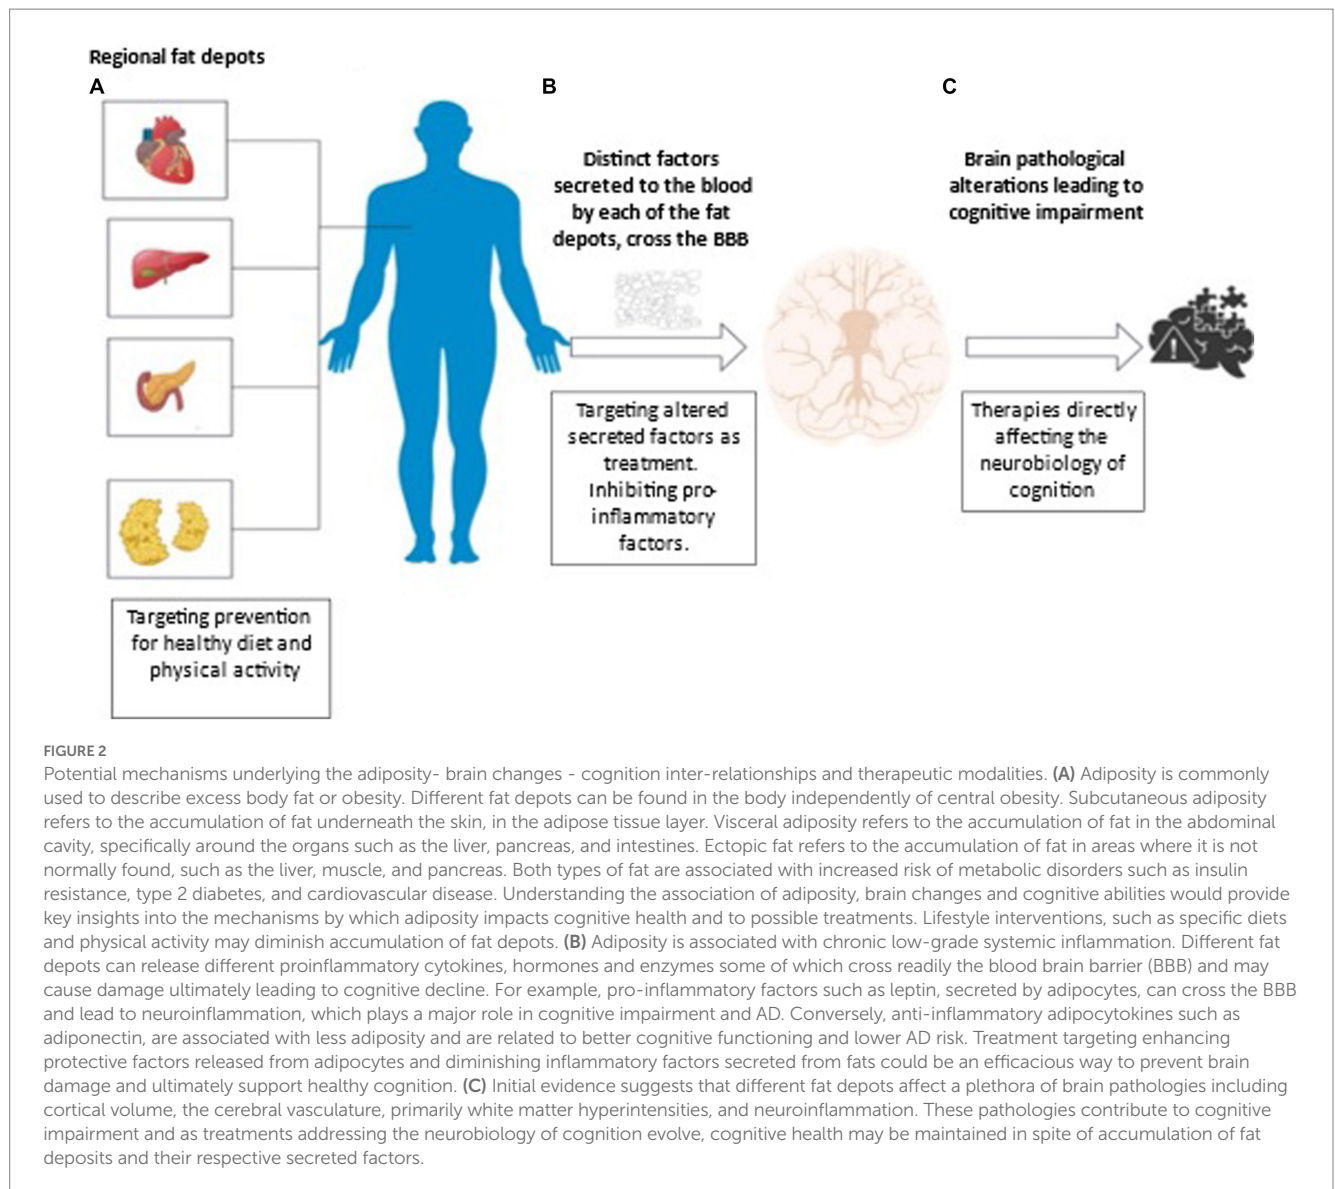 Regional fat depots
A
B
C
Distinct factors
secreted to the blood
by each of the fat
depots, cross the BBB
Brain pathological
alterations leading to
cognitive impairment
Targeting altered
secreted factors as
treatment.
Inhibiting pro-
inflammatory
factors.
Therapies directly
affecting the
neurobiology of
cognition
Targeting prevention
for healthy diet and
physical activity
FIGURE 2
Potential mechanisms underlying the adiposity- brain changes - cognition inter-relationships and therapeutic modalities. (A) Adiposity is commonly
used to describe excess body fat or obesity. Different fat depots can be found in the body independently of central obesity. Subcutaneous adiposity
refers to the accumulation of fat underneath the skin, in the adipose tissue layer. Visceral adiposity refers to the accumulation of fat in the abdominal
cavity, specifically around the organs such as the liver, pancreas, and intestines. Ectopic fat refers to the accumulation of fat in areas where it is not
normally found, such as the liver, muscle, and pancreas. Both types of fat are associated with increased risk of metabolic disorders such as insulin
resistance, type 2 diabetes, and cardiovascular disease. Understanding the association of adiposity, brain changes and cognitive abilities would provide
key insights into the mechanisms by which adiposity impacts cognitive health and to possible treatments. Lifestyle interventions, such as specific diets
and physical activity may diminish accumulation of fat depots. (B) Adiposity is associated with chronic low-grade systemic inflammation. Different fat
depots can release different proinflammatory cytokines, hormones and enzymes some of which cross readily the blood brain barrier (BBB) and may
cause damage ultimately leading to cognitive decline. For example, pro-inflammatory factors such as leptin, secreted by adipocytes, can cross the BBB
and lead to neuroinflammation, which plays a major role in cognitive impairment and AD. Conversely, anti-inflammatory adipocytokines such as
adiponectin, are associated with less adiposity and are related to better cognitive functioning and lower AD risk. Treatment targeting enhancing
protective factors released from adipocytes and diminishing inflammatory factors secreted from fats could be an efficacious way to prevent brain
damage and ultimately support healthy cognition. (C) Initial evidence suggests that different fat depots affect a plethora of brain pathologies including
cortical volume, the cerebral vasculature, primarily white matter hyperintensities, and neuroinflammation. These pathologies contribute to cognitive
impairment and as treatments addressing the neurobiology of cognition evolve, cognitive health may be maintained in spite of accumulation of fat
deposits and their respective secreted factors.